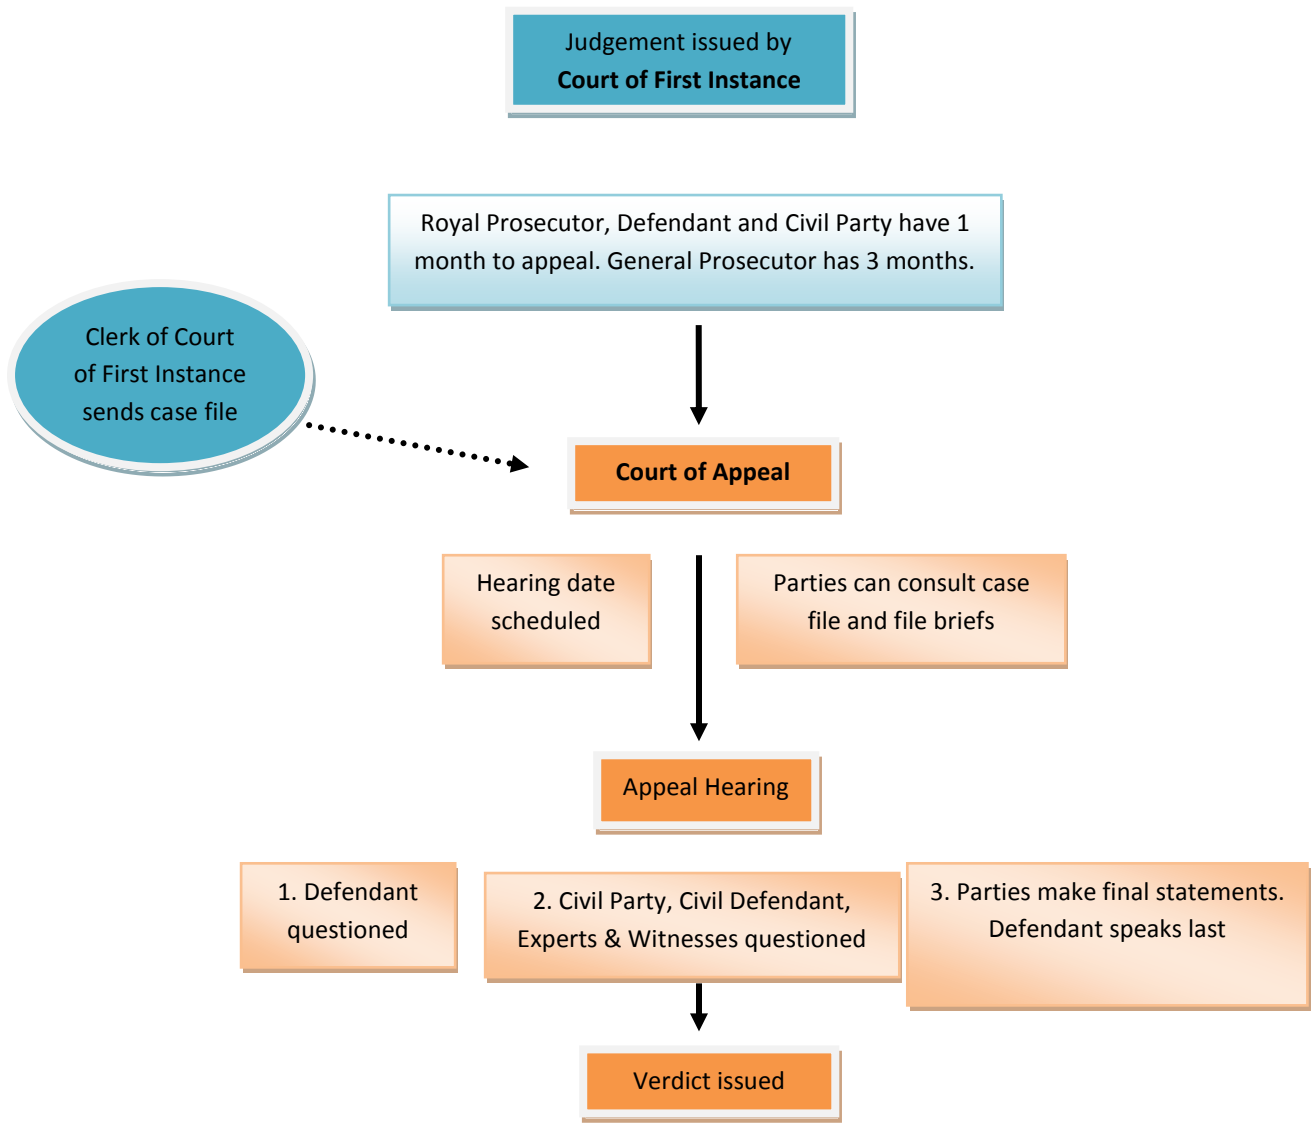 Judgement issued by
Court of First Instance
Royal Prosecutor, Defendant and Civil Party have 1
month to appeal. General Prosecutor has 3 months.
Clerk of Court
of First Instance
sends case file
Court of Appeal
Hearing date
scheduled
Parties can consult case
file and file briefs
Appeal Hearing
1. Defendant
questioned
2. Civil Party, Civil Defendant,
Experts & Witnesses questioned
3. Parties make final statements.
Defendant speaks last
Verdict issued